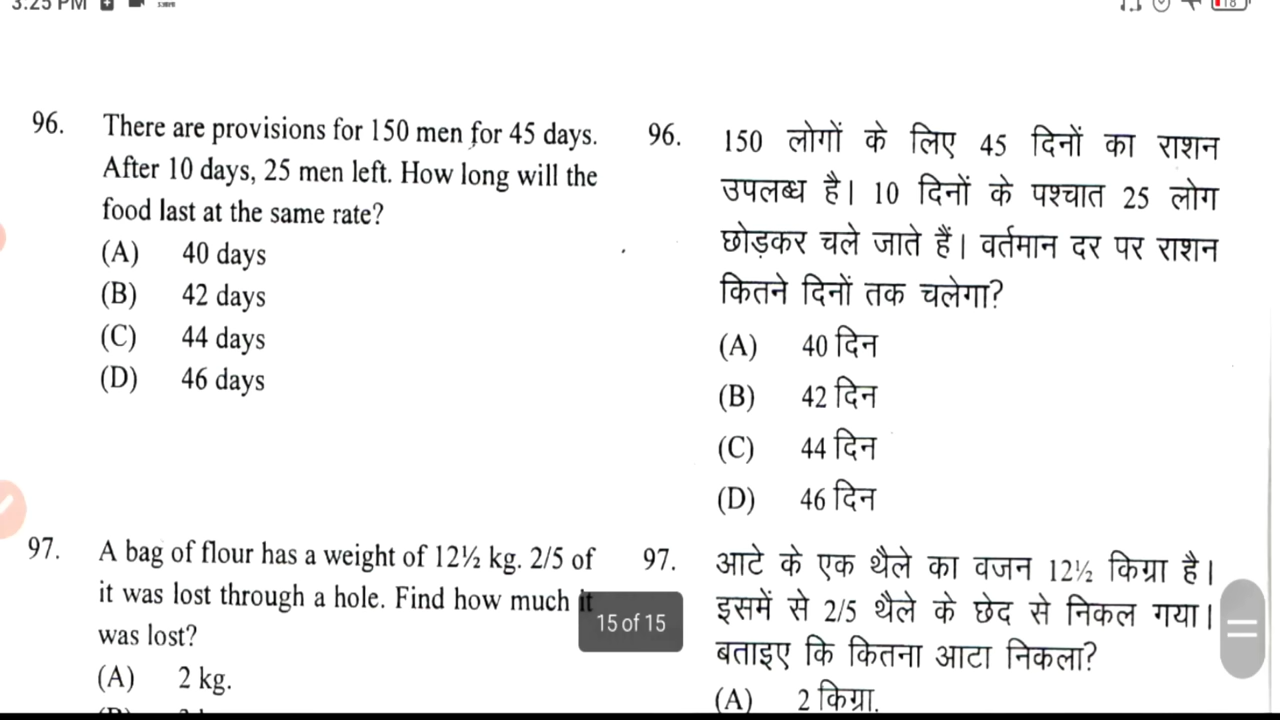 3:25 PM
18
96.
There are provisions for 150 men for 45 days.
After 10 days, 25 men left. How long will the
food last at the same rate?
(A) 40 days
(B) 42 days
(C) 44 days
(D) 46 days
97.
A bag of flour has a weight of 12½ kg. 2/5 of
it was lost through a hole. Find how much it
was lost?
(A) 2 kg.
96.
150 लोगों के लिए 45 दिनों का राशन
उपलब्ध है। 10 दिनों के पश्चात 25 लोग
छोड़कर चले जाते हैं। वर्तमान दर पर राशन
कितने दिनों तक चलेगा?
(A) 40 दिन
(B) 42 दिन
(C) 44 दिन
(D) 46 दिन
97.
आटे के एक थैले का वजन 12½ किग्रा है।
इसमें से 2/5 थैले के छेद से निकल गया।
बताइए कि कितना आटा निकला?
(A) 2 किग्रा.
15 of 15